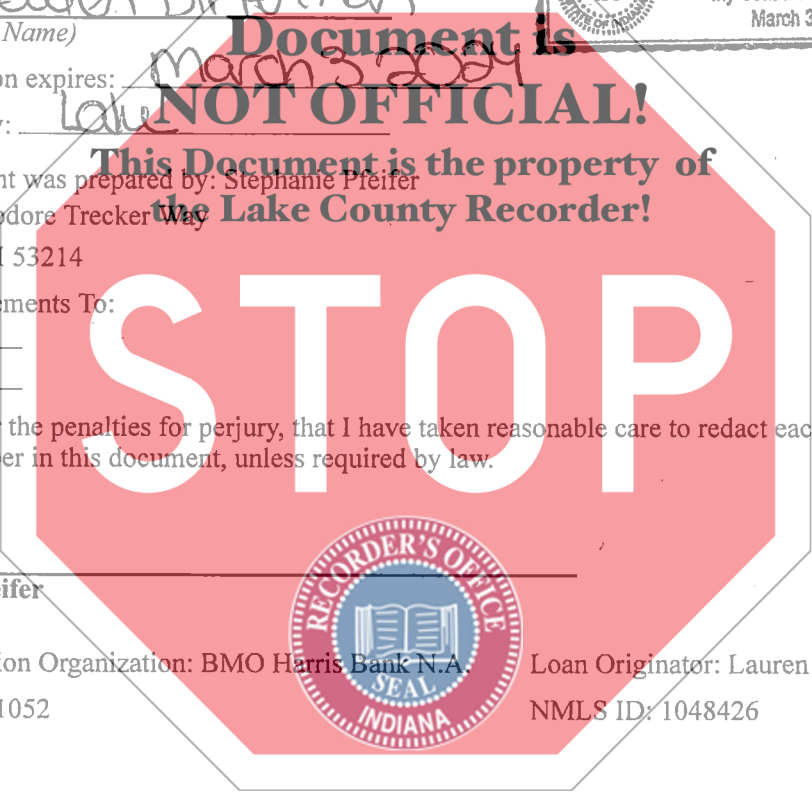 Name)
March 3
Document is
on expires: March 3 2024
NOT OFFICIAL!
y: Lake
This Document is the property of
nt was prepared by: Stephanie Pfeifer
the Lake County Recorder!
odore Trecker Way
I 53214
ements To:
STOP
r the penalties for perjury, that I have taken reasonable care to redact eac
er in this document, unless required by law.
RECORDER'S OFFICE
eifer
ion Organization: BMO Harris Bank N.A.
Loan Originator: Lauren
SEAL
1052
NMLS ID: 1048426
INDIANA